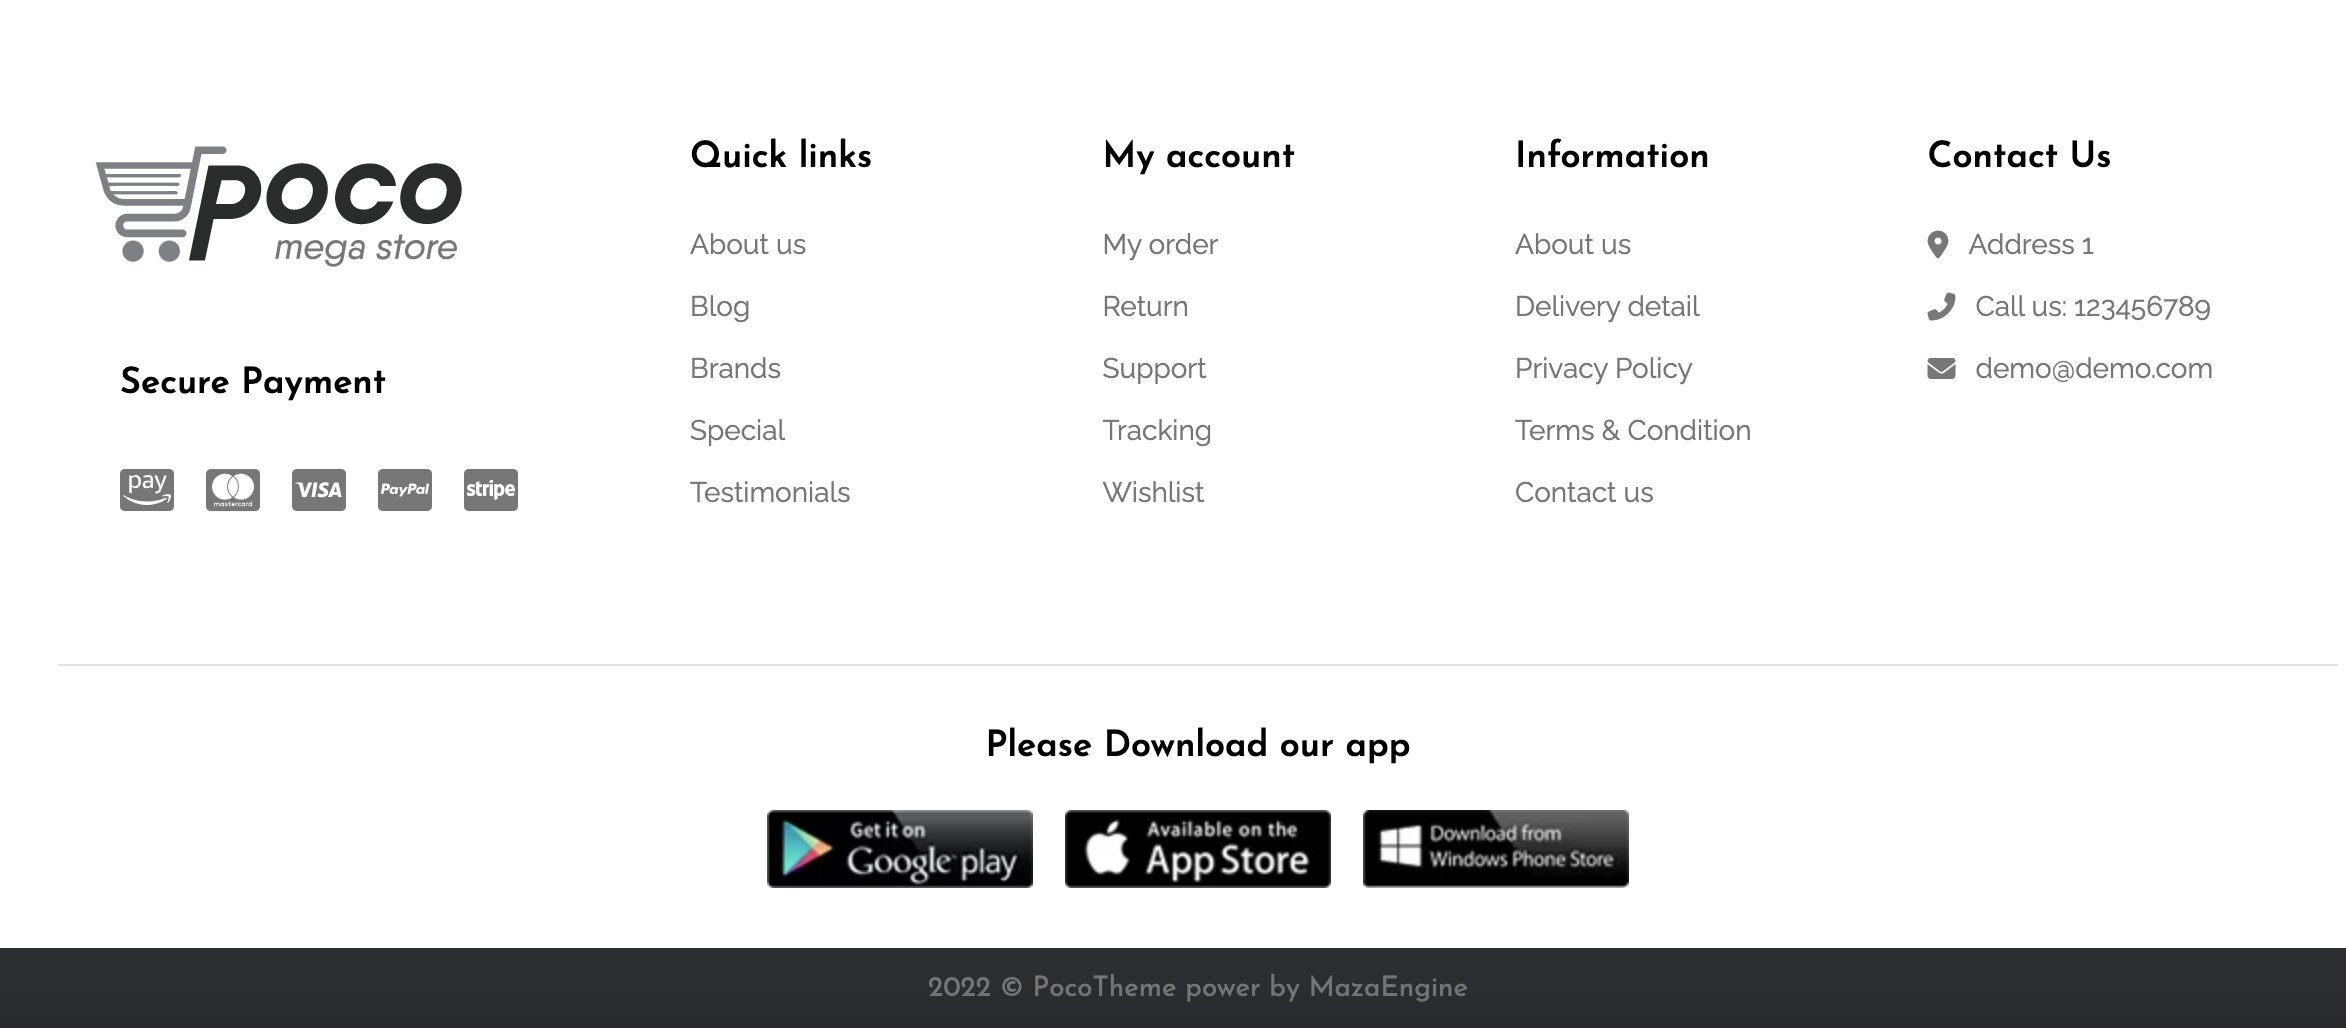 poco
mega store
Secure Payment
pay
mastercard
VISA
PayPal
stripe
Quick links
About us
Blog
Brands
Special
Testimonials
My account
My order
Return
Support
Tracking
Wishlist
Information
About us
Delivery detail
Privacy Policy
Terms & Condition
Contact us
Contact Us
Address 1
Call us: 123456789
demo@demo.com
Please Download our app
Get it on
Google play
Available on the
App Store
Download from
Windows Phone Store
2022 © PocoTheme power by MazaEngine